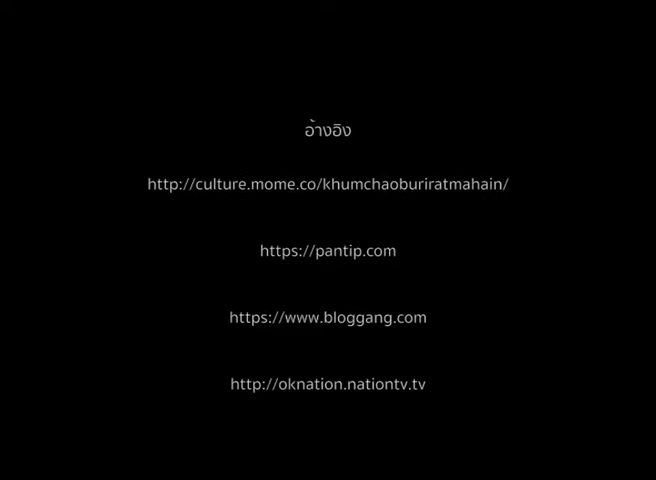 อ้างอิง
http://culture.mome.co/khumchaoburiratmahain/
https://pantip.com
https://www.bloggang.com
http://oknation.nationtv.tv